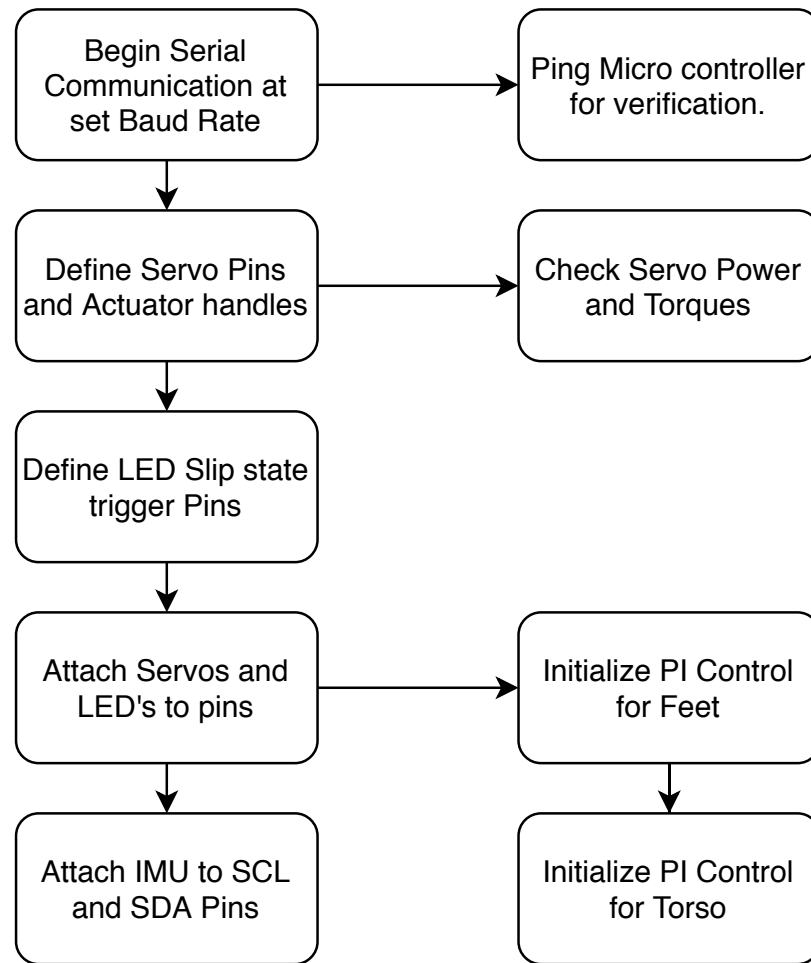 Begin Serial
Communication at
set Baud Rate
Ping Micro controller
for verification.
Define Servo Pins
and Actuator handles
Check Servo Power
and Torques
Define LED Slip state
trigger Pins
Attach Servos and
LED's to pins
Initialize PI Control
for Feet
Attach IMU to SCL
and SDA Pins
Initialize PI Control
for Torso